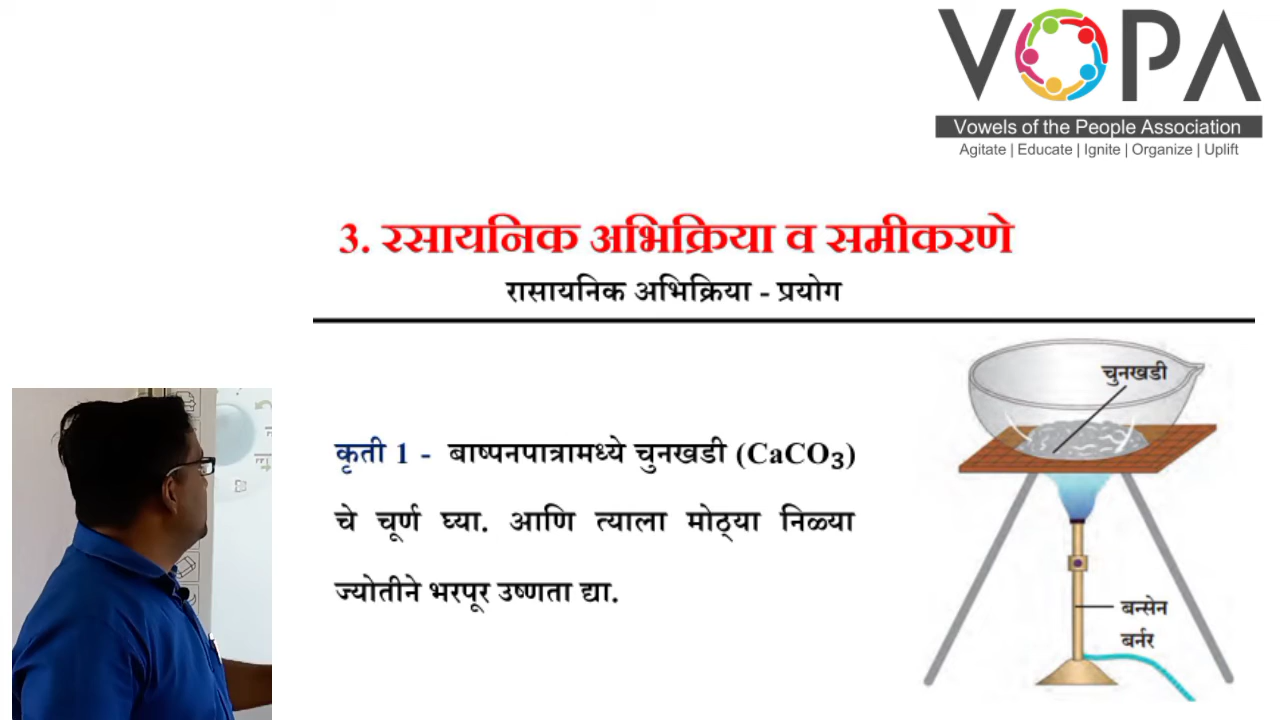 VOPA
Vowels of the People Association
Agitate | Educate | Ignite | Organize | Uplift
3. रसायनिक अभिक्रिया व समीकरणे
रासायनिक अभिक्रिया - प्रयोग
कृती 1 - बाष्पनपात्रामध्ये चुनखडी (CaCO₃)
चे चूर्ण घ्या. आणि त्याला मोठ्या निळ्या
ज्योतीने भरपूर उष्णता द्या.
चुनखडी
बन्सेन
बर्नर